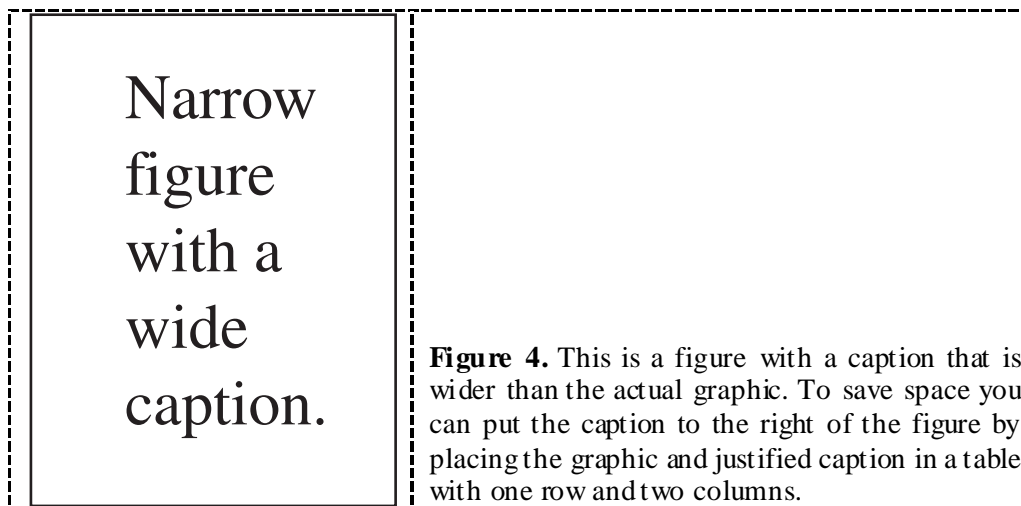 Narrow
figure
with a
wide
caption.
Figure 4. This is a figure with a caption that is
wider than the actual graphic. To save space you
can put the caption to the right of the figure by
placing the graphic and justified caption in a table
with one row and two columns.